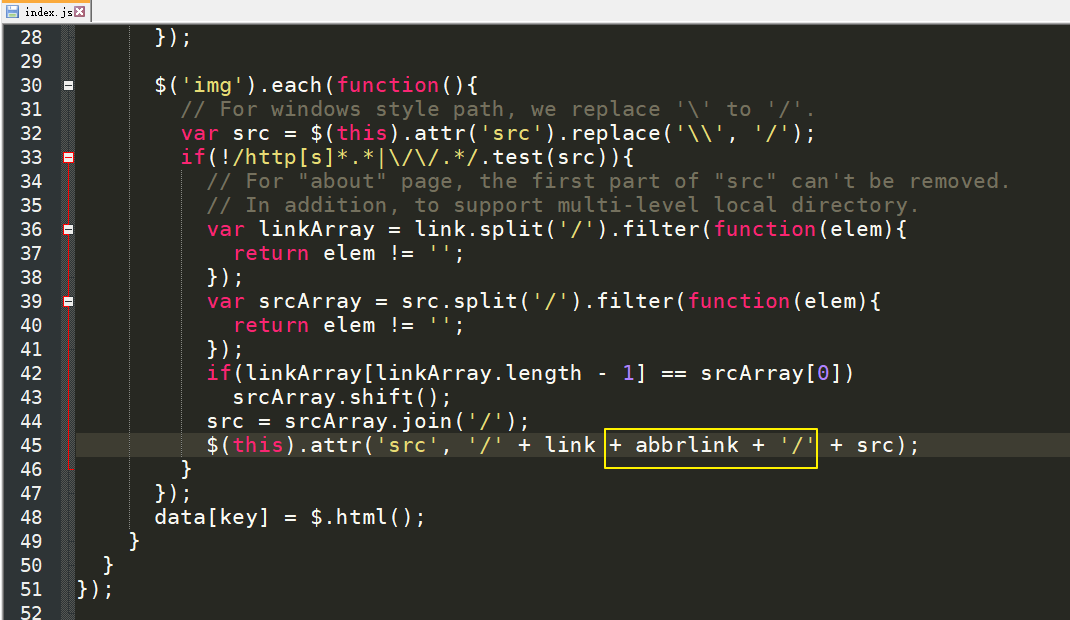 index.js
28       });
29
30       $('img').each(function(){
31         // For windows style path, we replace '\' to '/'.
32         var src = $(this).attr('src').replace('\\', '/');
33         if(!/http[s]*.*|\/\/.*/.test(src)){
34           // For "about" page, the first part of "src" can't be removed.
35           // In addition, to support multi-level local directory.
36           var linkArray = link.split('/').filter(function(elem){
37             return elem != '';
38           });
39           var srcArray = src.split('/').filter(function(elem){
40             return elem != '';
41           });
42           if(linkArray[linkArray.length - 1] == srcArray[0])
43             srcArray.shift();
44           src = srcArray.join('/');
45           $(this).attr('src', '/' + link + abbrlink + '/' + src);
46         }
47       });
48       data[key] = $.html();
49     }
50   }
51 });
52